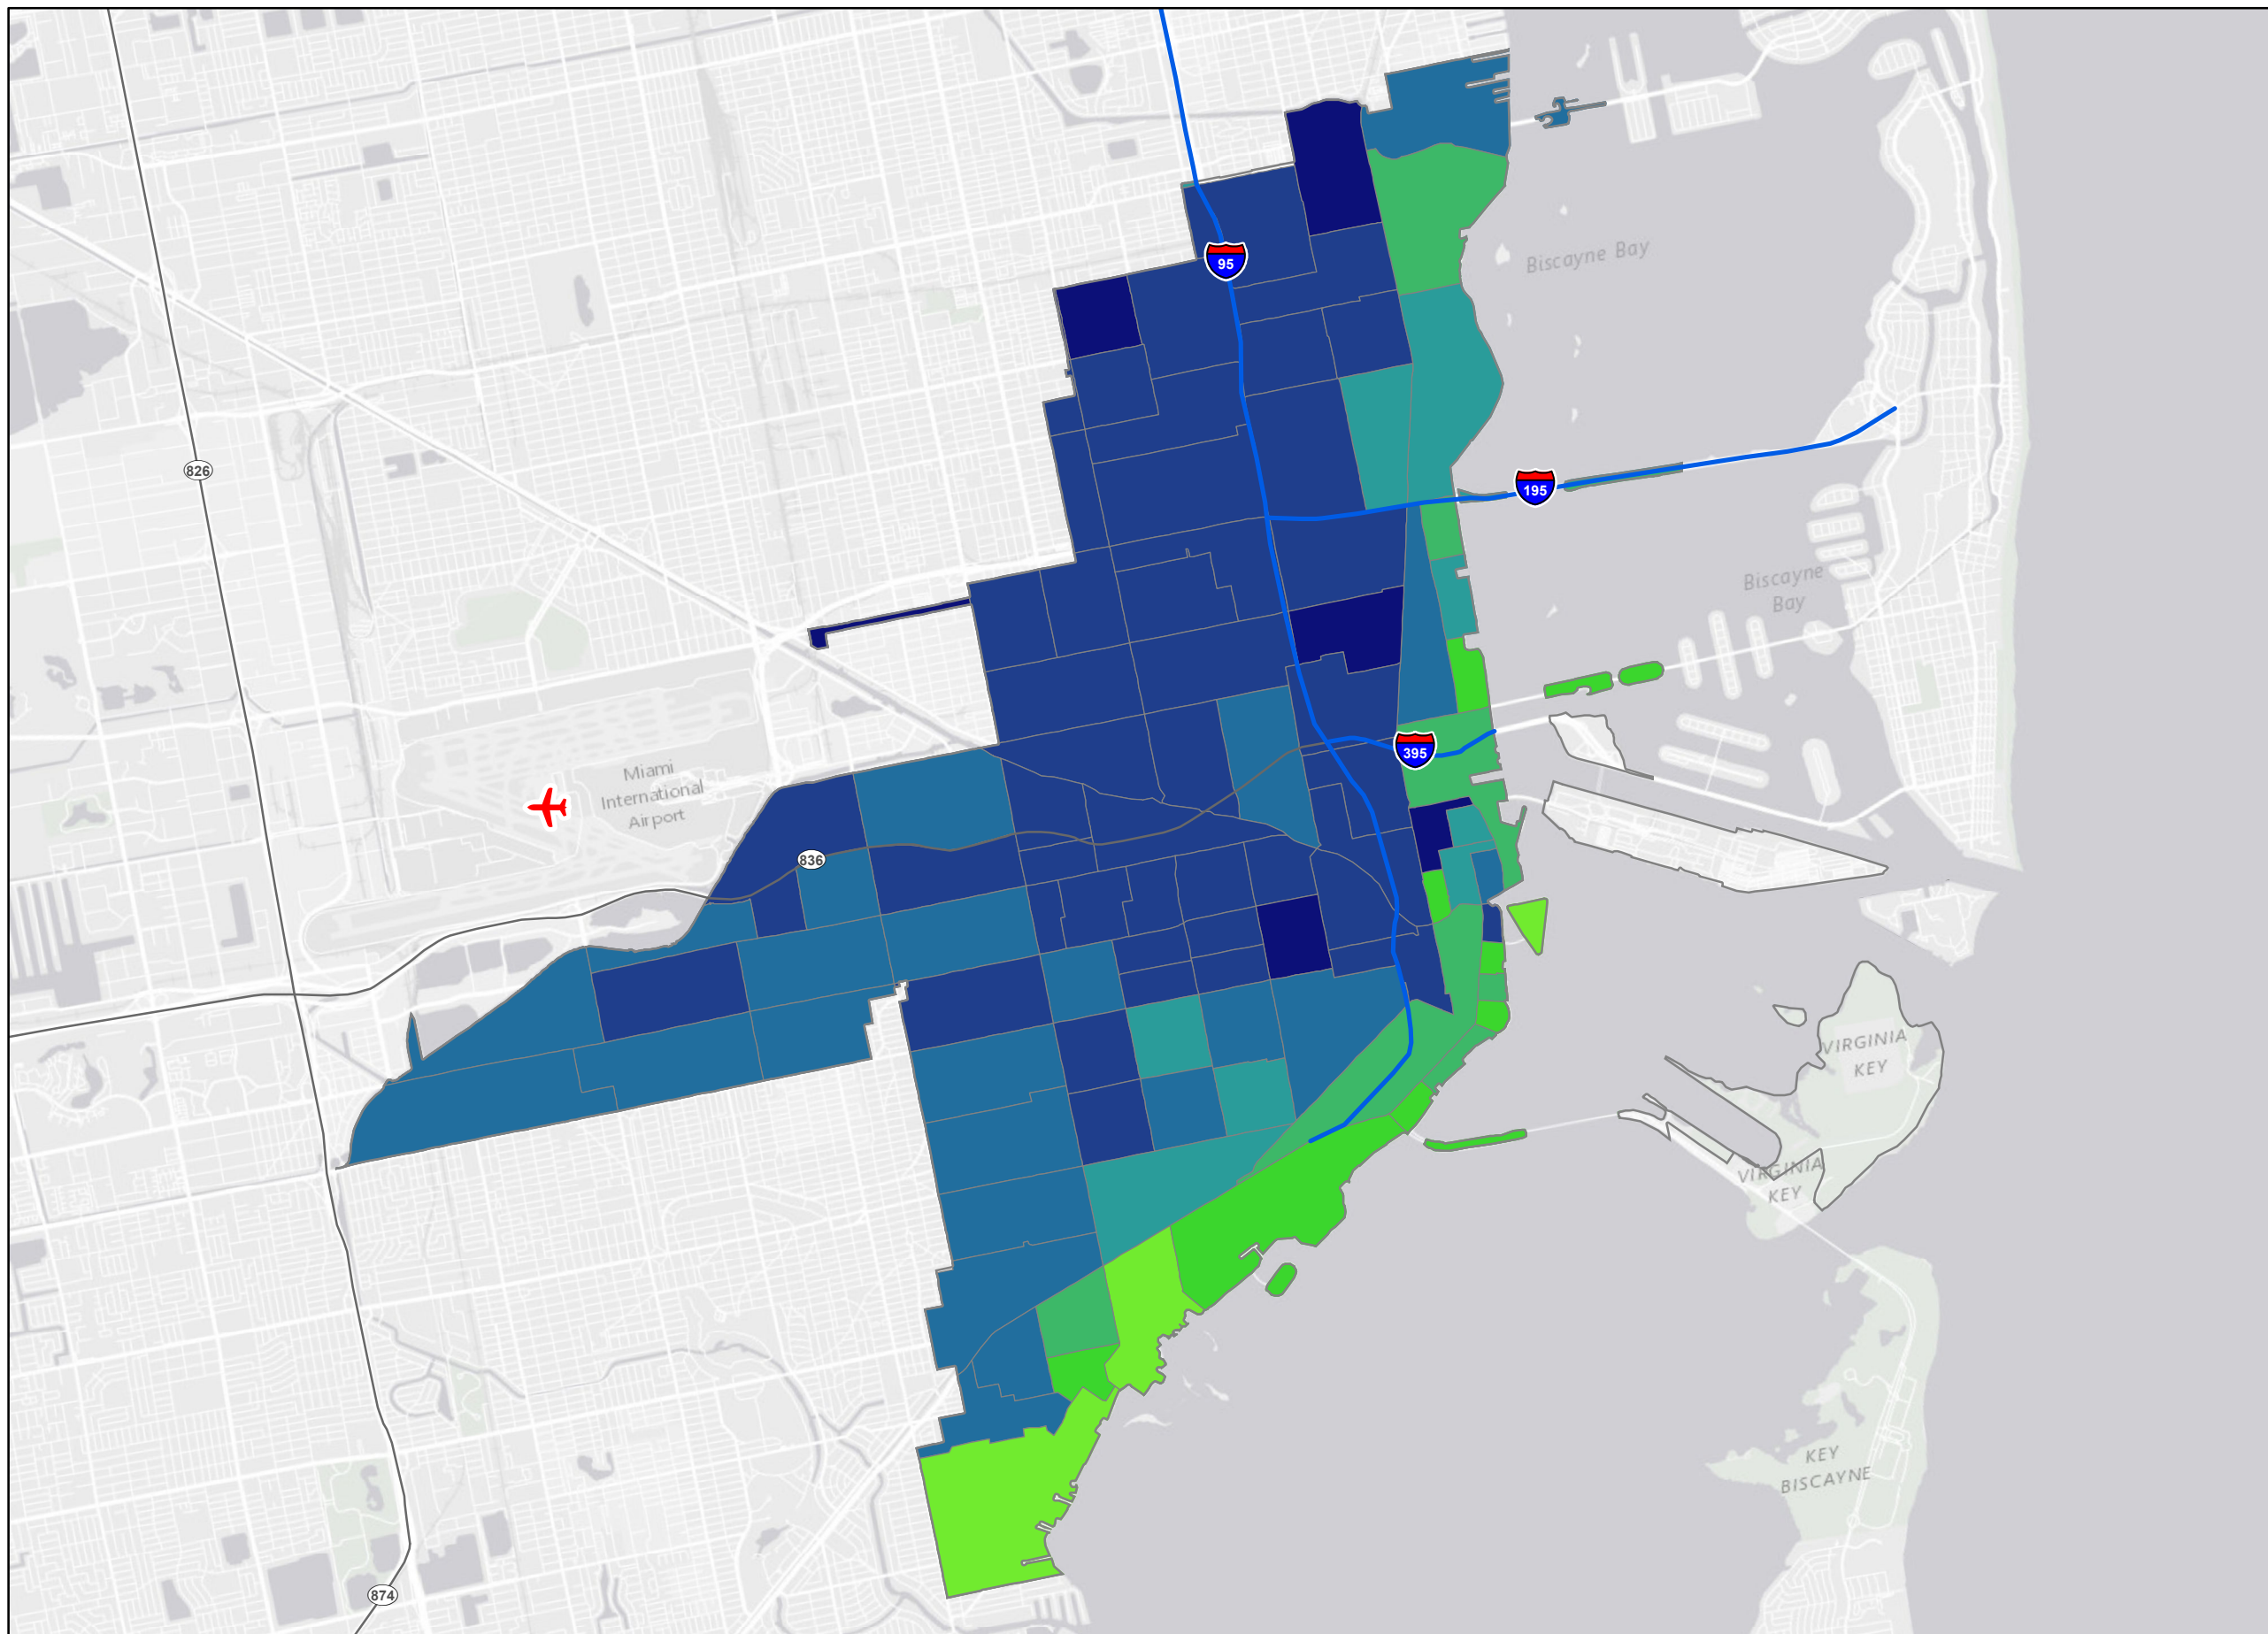 95
Biscayne Bay
826
195
Biscayne
Bay
395
Miami
International
Airport
836
VIRGINIA
KEY
VIRGINIA
KEY
KEY
BISCAYNE
874